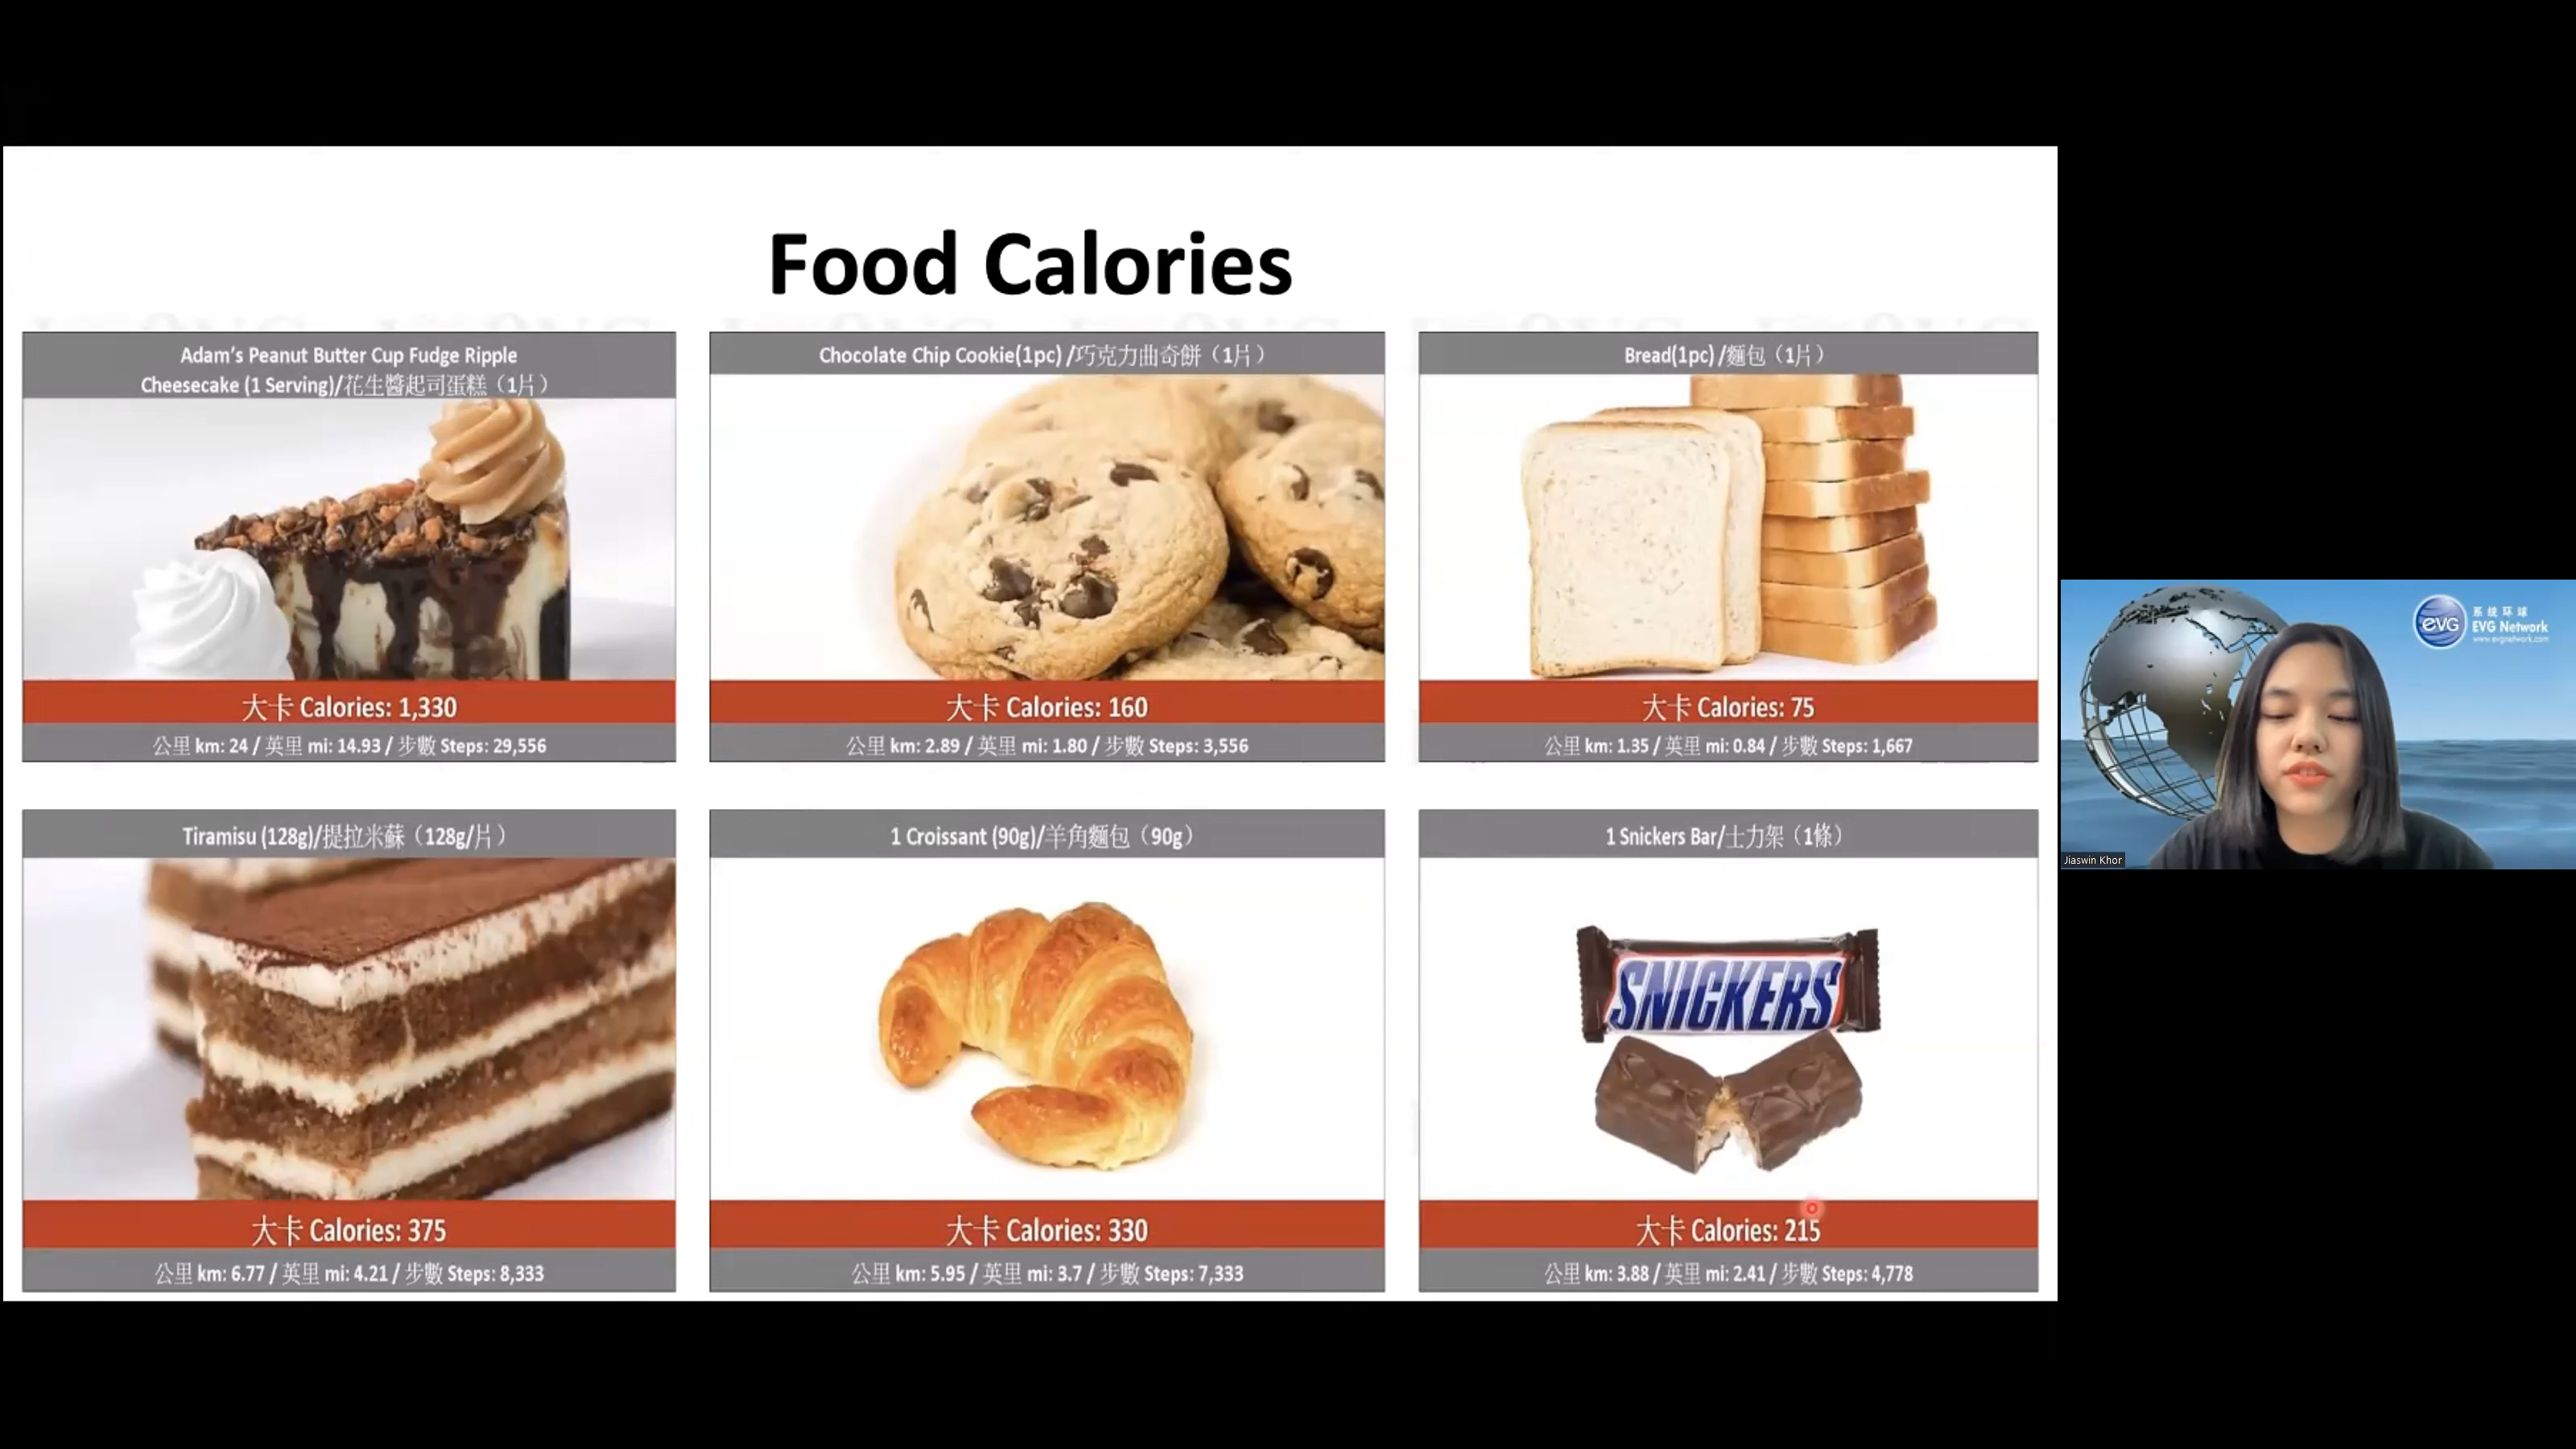 Food Calories
Adam's Peanut Butter Cup Fudge Ripple
Cheesecake (1 Serving)/花生醬起司蛋糕（1片）
大卡 Calories: 1,330
公里 km: 24 / 英里 mi: 14.93 / 步數 Steps: 29,556
Chocolate Chip Cookie(1pc) /巧克力曲奇餅（1片）
大卡 Calories: 160
公里 km: 2.89 / 英里 mi: 1.80 / 步數 Steps: 3,556
Bread(1pc) /麵包（1片）
大卡 Calories: 75
公里 km: 1.35 / 英里 mi: 0.84 / 步數 Steps: 1,667
Tiramisu (128g)/提拉米蘇（128g/片）
大卡 Calories: 375
公里 km: 6.77 / 英里 mi: 4.21 / 步數 Steps: 8,333
1 Croissant (90g)/羊角麵包（90g）
大卡 Calories: 330
公里 km: 5.95 / 英里 mi: 3.7 / 步數 Steps: 7,333
1 Snickers Bar/士力架（1條）
SNICKERS
大卡 Calories: 215
公里 km: 3.88 / 英里 mi: 2.41 / 步數 Steps: 4,778
eVG
系统环球
EVG Network
www.evgnetwork.com
Jiaswin Khor